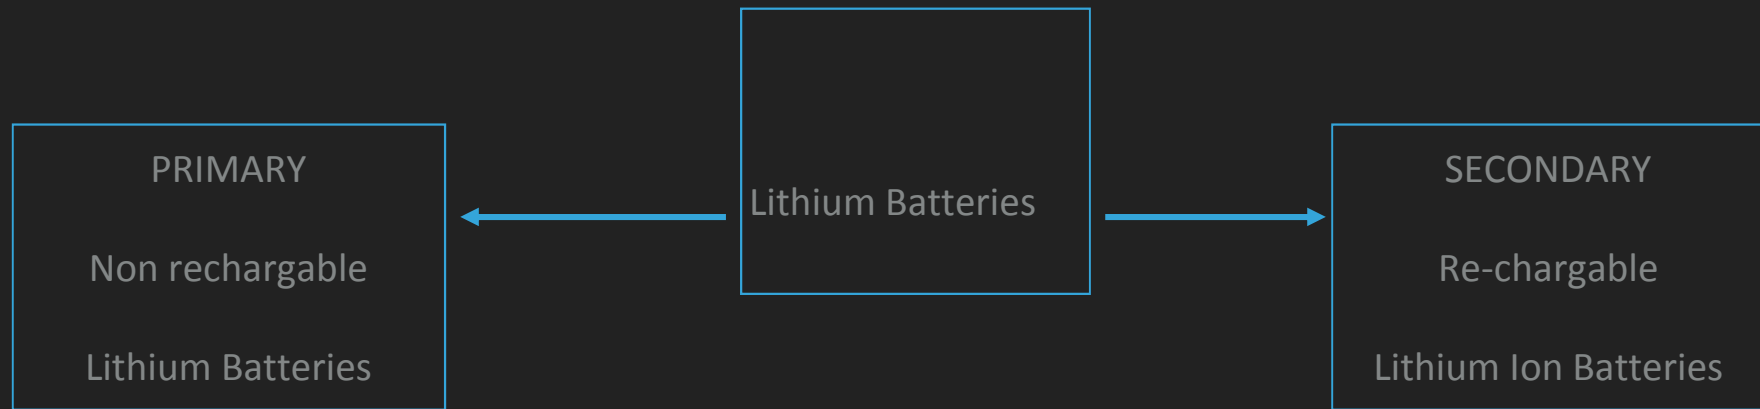 PRIMARY
Non rechargable
Lithium Batteries
Lithium Batteries
SECONDARY
Re-chargable
Lithium Ion Batteries